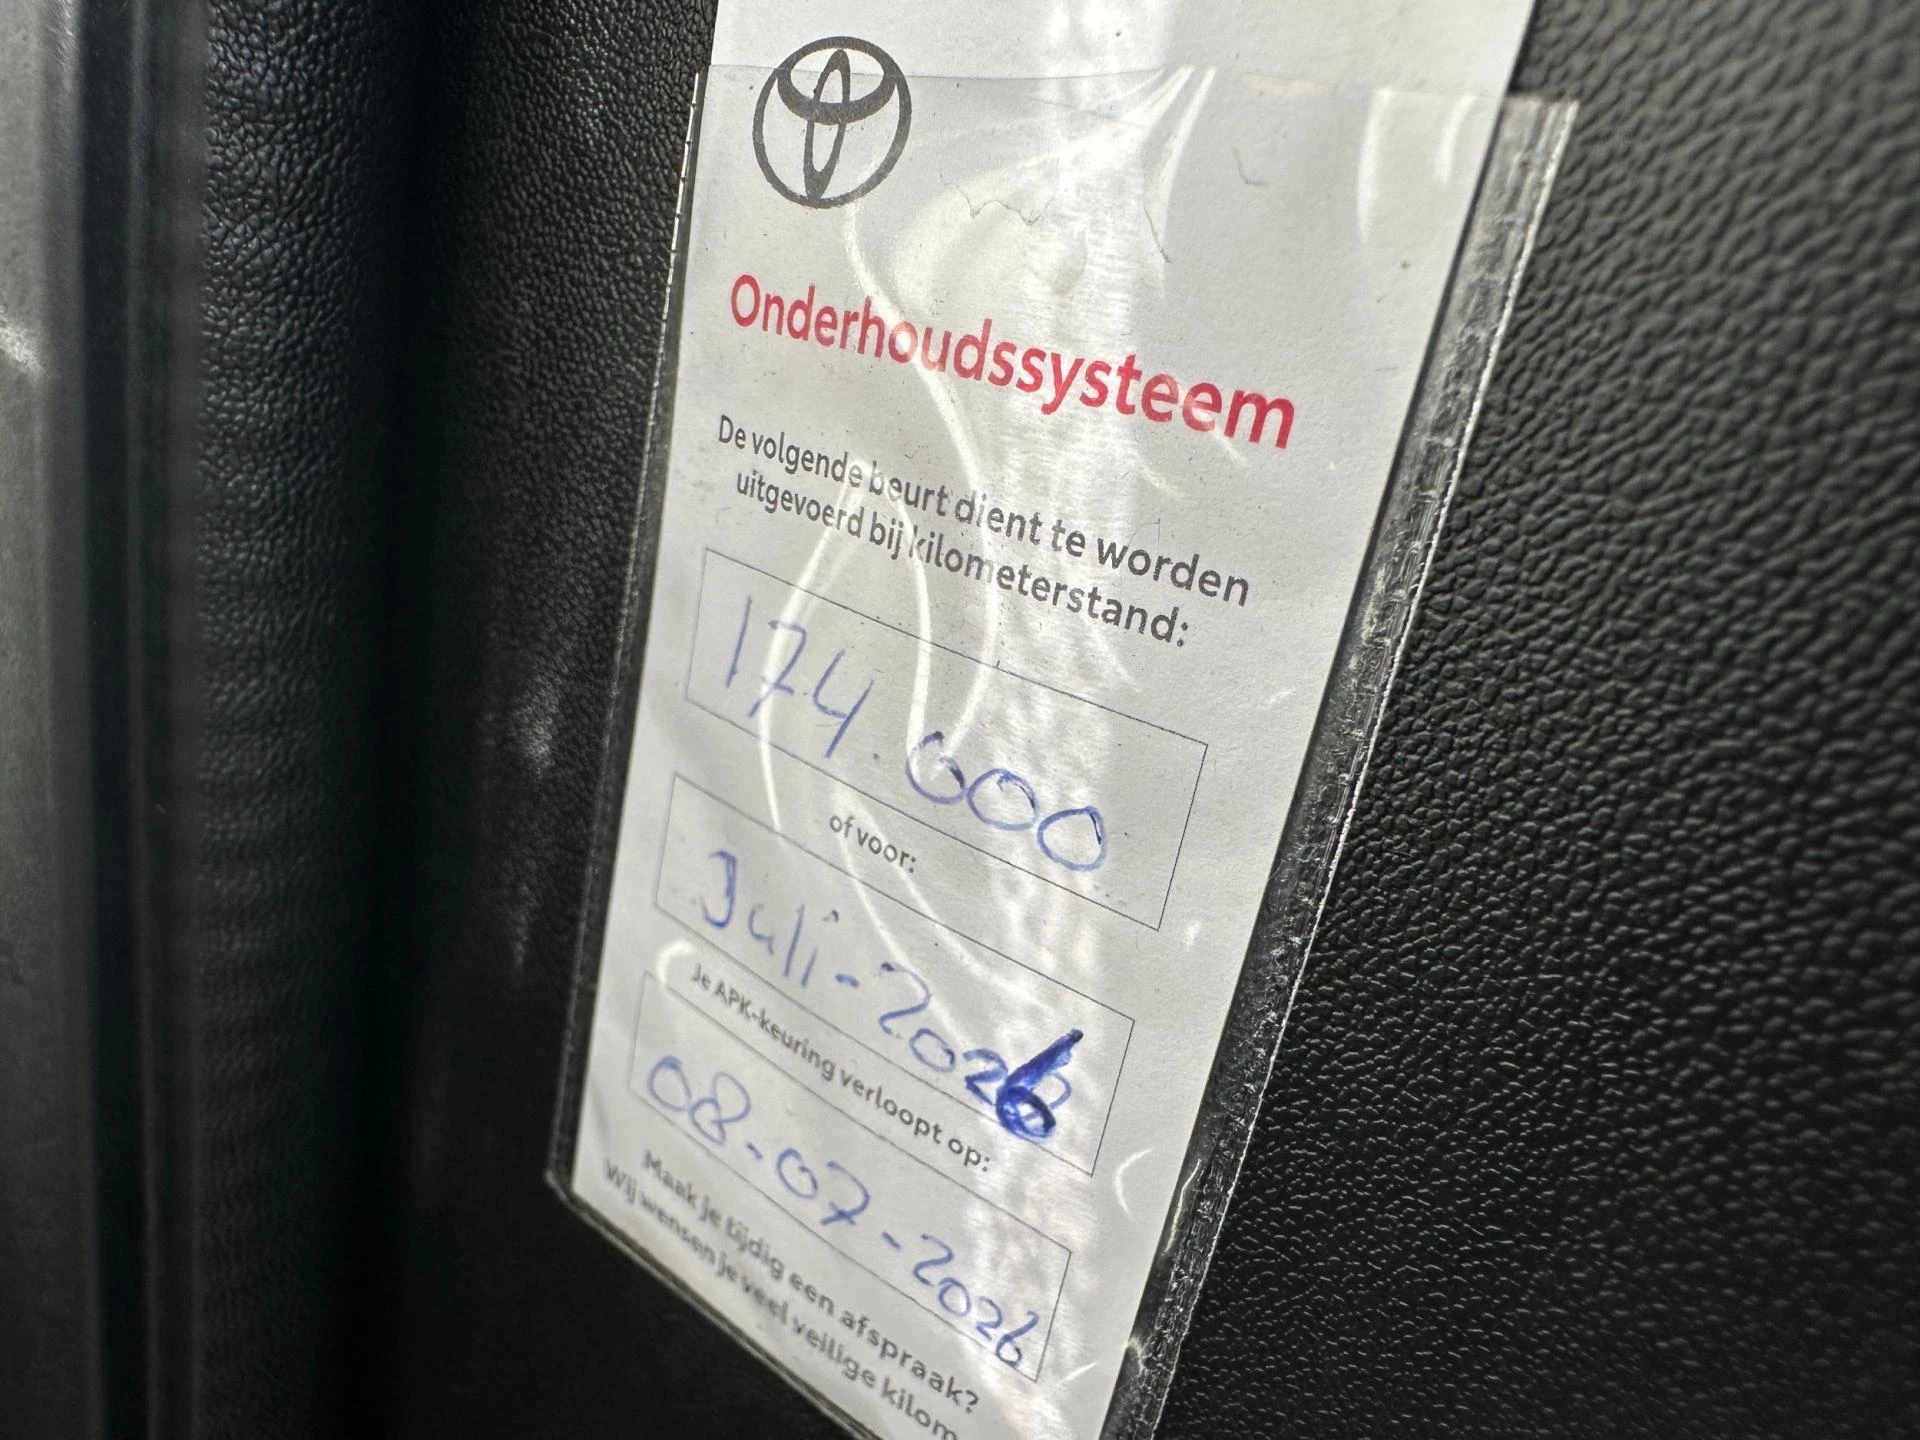 Onderhoudssysteem
De volgende beurt dient te worden
uitgevoerd bij kilometerstand:
174.000
of voor:
Juli-2026
Je APK-keuring verloopt op:
08-07-2026
Maak je tijdig een afspraak?
Wij wensen je veel veilige kilom